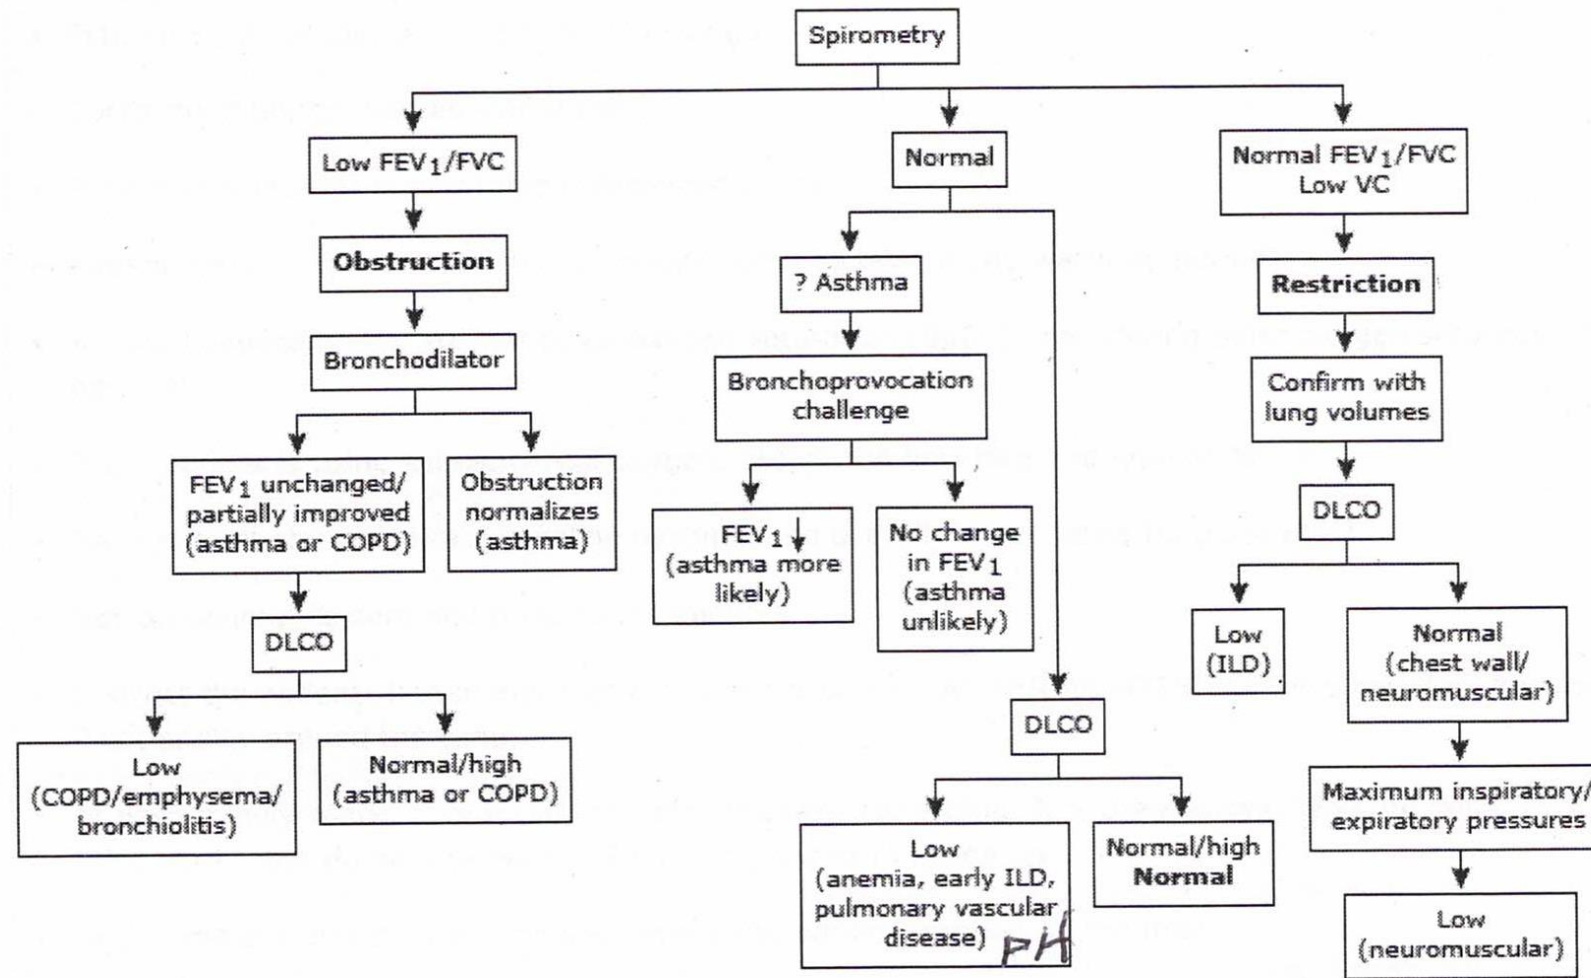 Spirometry
Low FEV1/FVC
Normal
Normal FEV1/FVC
Low VC
Obstruction
? Asthma
Restriction
Bronchodilator
Bronchoprovocation
challenge
Confirm with
lung volumes
FEV1 unchanged/
partially improved
(asthma or COPD)
Obstruction
normalizes
(asthma)
FEV1 ↓
(asthma more
likely)
No change
in FEV1
(asthma
unlikely)
DLCO
DLCO
Low
(ILD)
Normal
(chest wall/
neuromuscular)
DLCO
Low
(COPD/emphysema/
bronchiolitis)
Normal/high
(asthma or COPD)
Maximum inspiratory/
expiratory pressures
Low
(anemia, early ILD,
pulmonary vascular
disease) PH
Normal/high
Normal
Low
(neuromuscular)